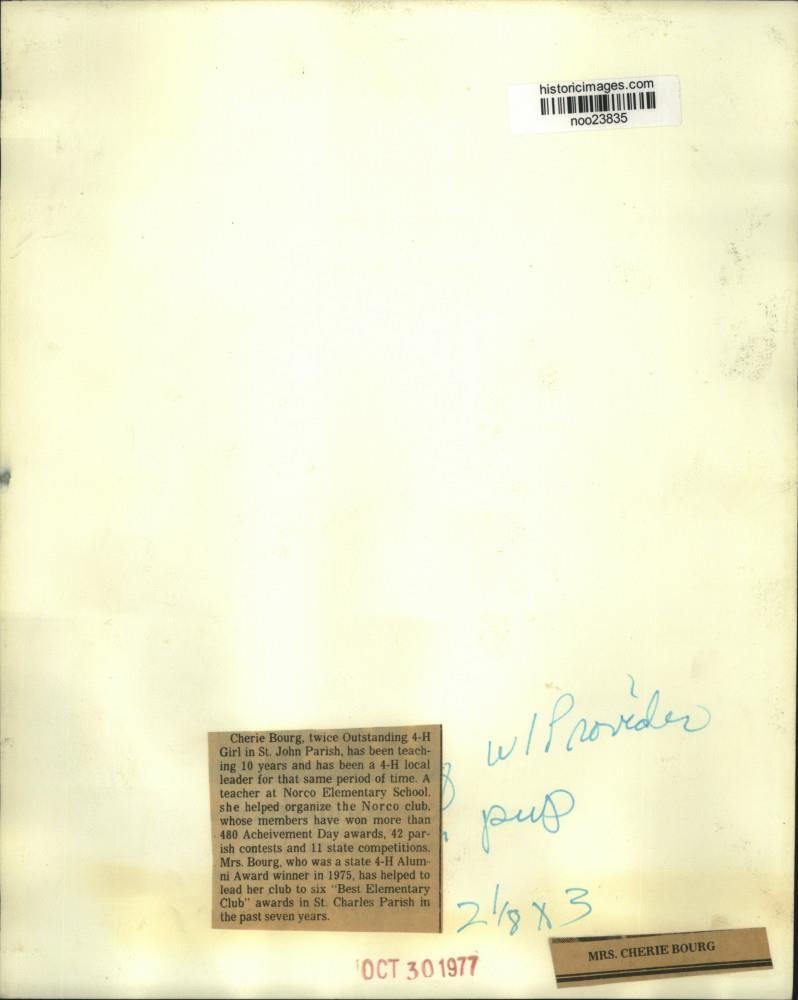 historicimages.com
noo23835
w/Provider
pup
Cherie Bourg, twice Outstanding 4-H
Girl in St. John Parish, has been teach-
ing 10 years and has been a 4-H local
leader for that same period of time. A
teacher at Norco Elementary School,
she helped organize the Norco club,
whose members have won more than
480 Acheivement Day awards, 42 par-
ish contests and 11 state competitions.
Mrs. Bourg, who was a state 4-H Alum-
ni Award winner in 1975, has helped to
lead her club to six "Best Elementary
Club" awards in St. Charles Parish in
the past seven years.
2 1/8 X 3
MRS. CHERIE BOURG
OCT 30 1977